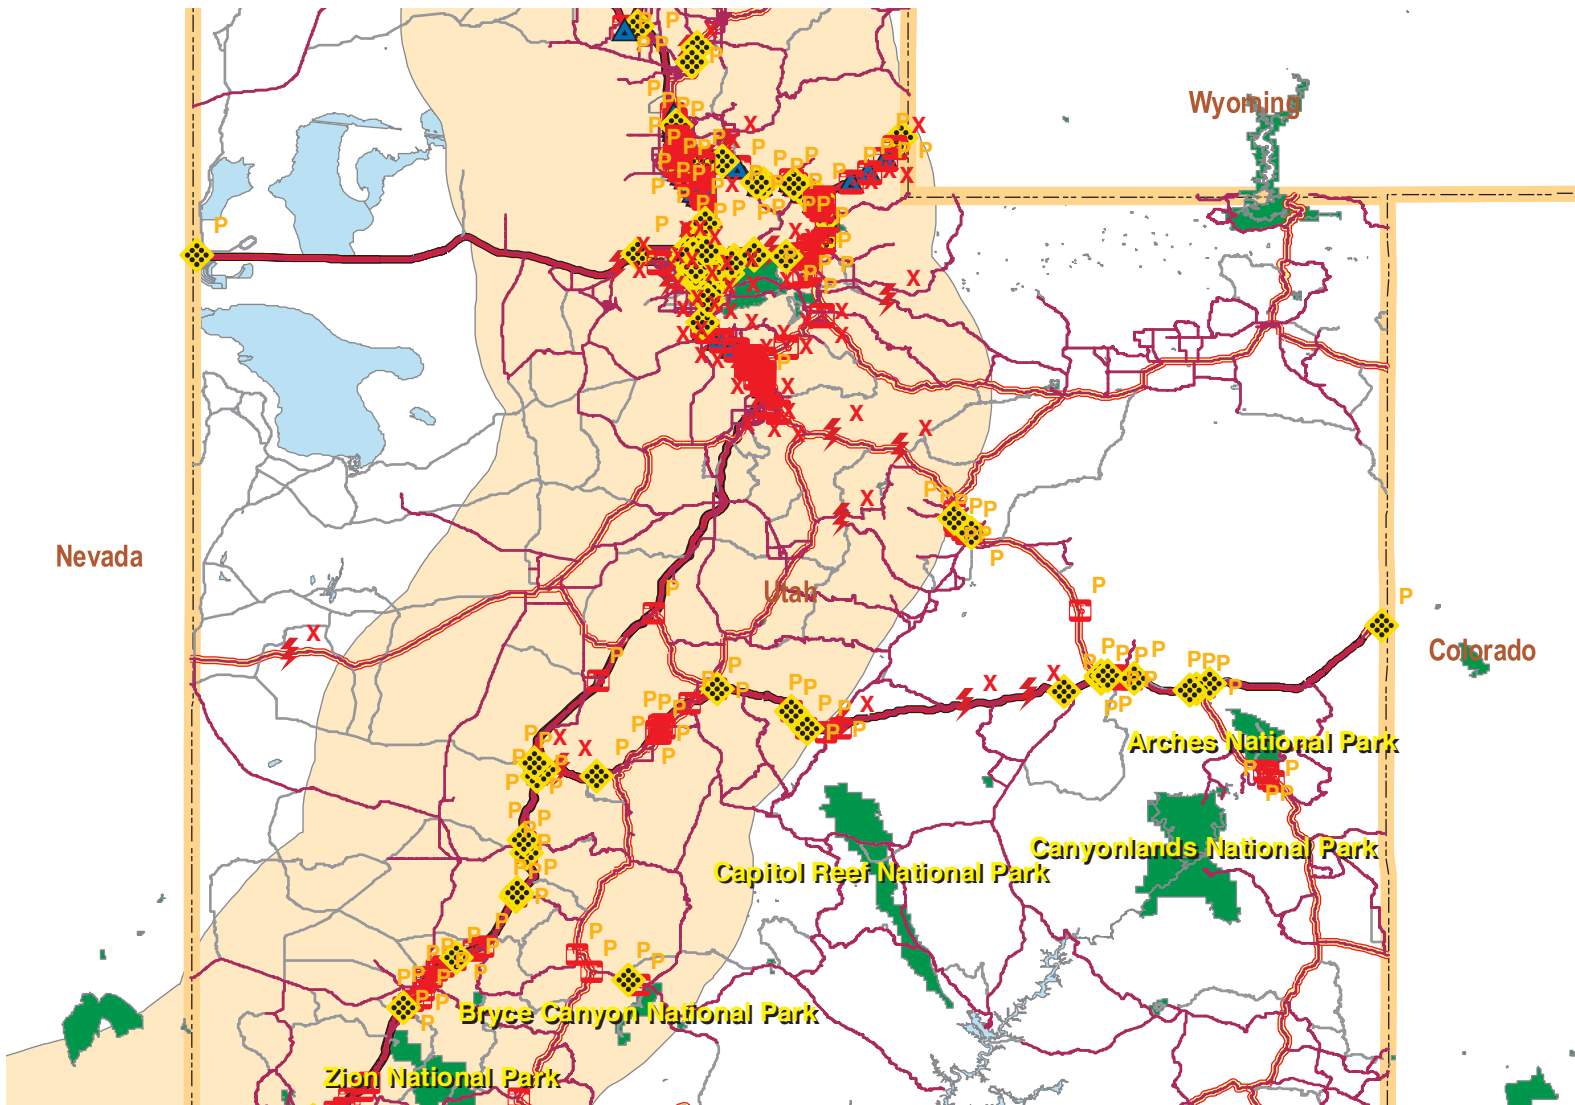 Wyoming
Nevada
Utah
Colorado
Arches National Park
Canyonlands National Park
Capitol Reef National Park
Bryce Canyon National Park
Zion National Park